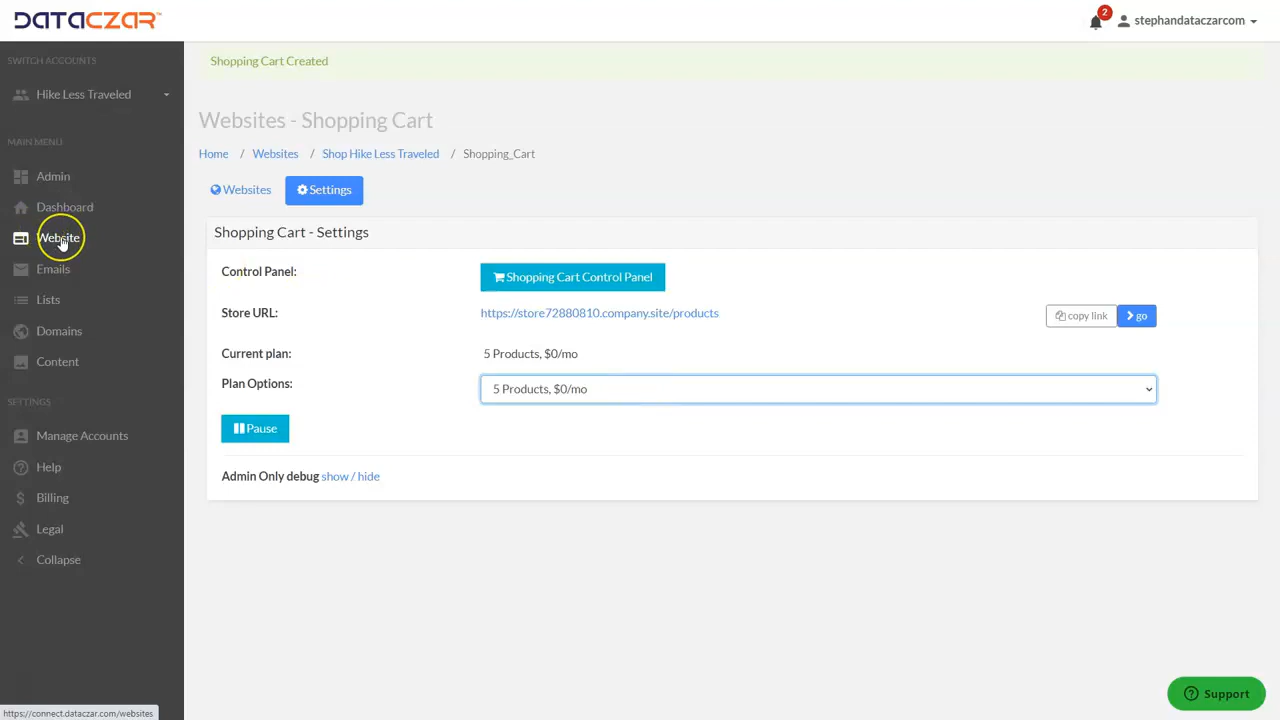 DATACZAR
2
stephandataczarcom
SWITCH ACCOUNTS
Hike Less Traveled
MAIN MENU
Admin
Dashboard
Website
Emails
Lists
Domains
Content
SETTINGS
Manage Accounts
Help
Billing
Legal
Collapse
Shopping Cart Created
Websites - Shopping Cart
Home / Websites / Shop Hike Less Traveled / Shopping_Cart
Websites Settings
Shopping Cart - Settings
Control Panel: Shopping Cart Control Panel
Store URL: https://store72880810.company.site/products copy link go
Current plan: 5 Products, $0/mo
Plan Options: 5 Products, $0/mo
Pause
Admin Only debug show / hide
Support
https://connect.dataczar.com/websites